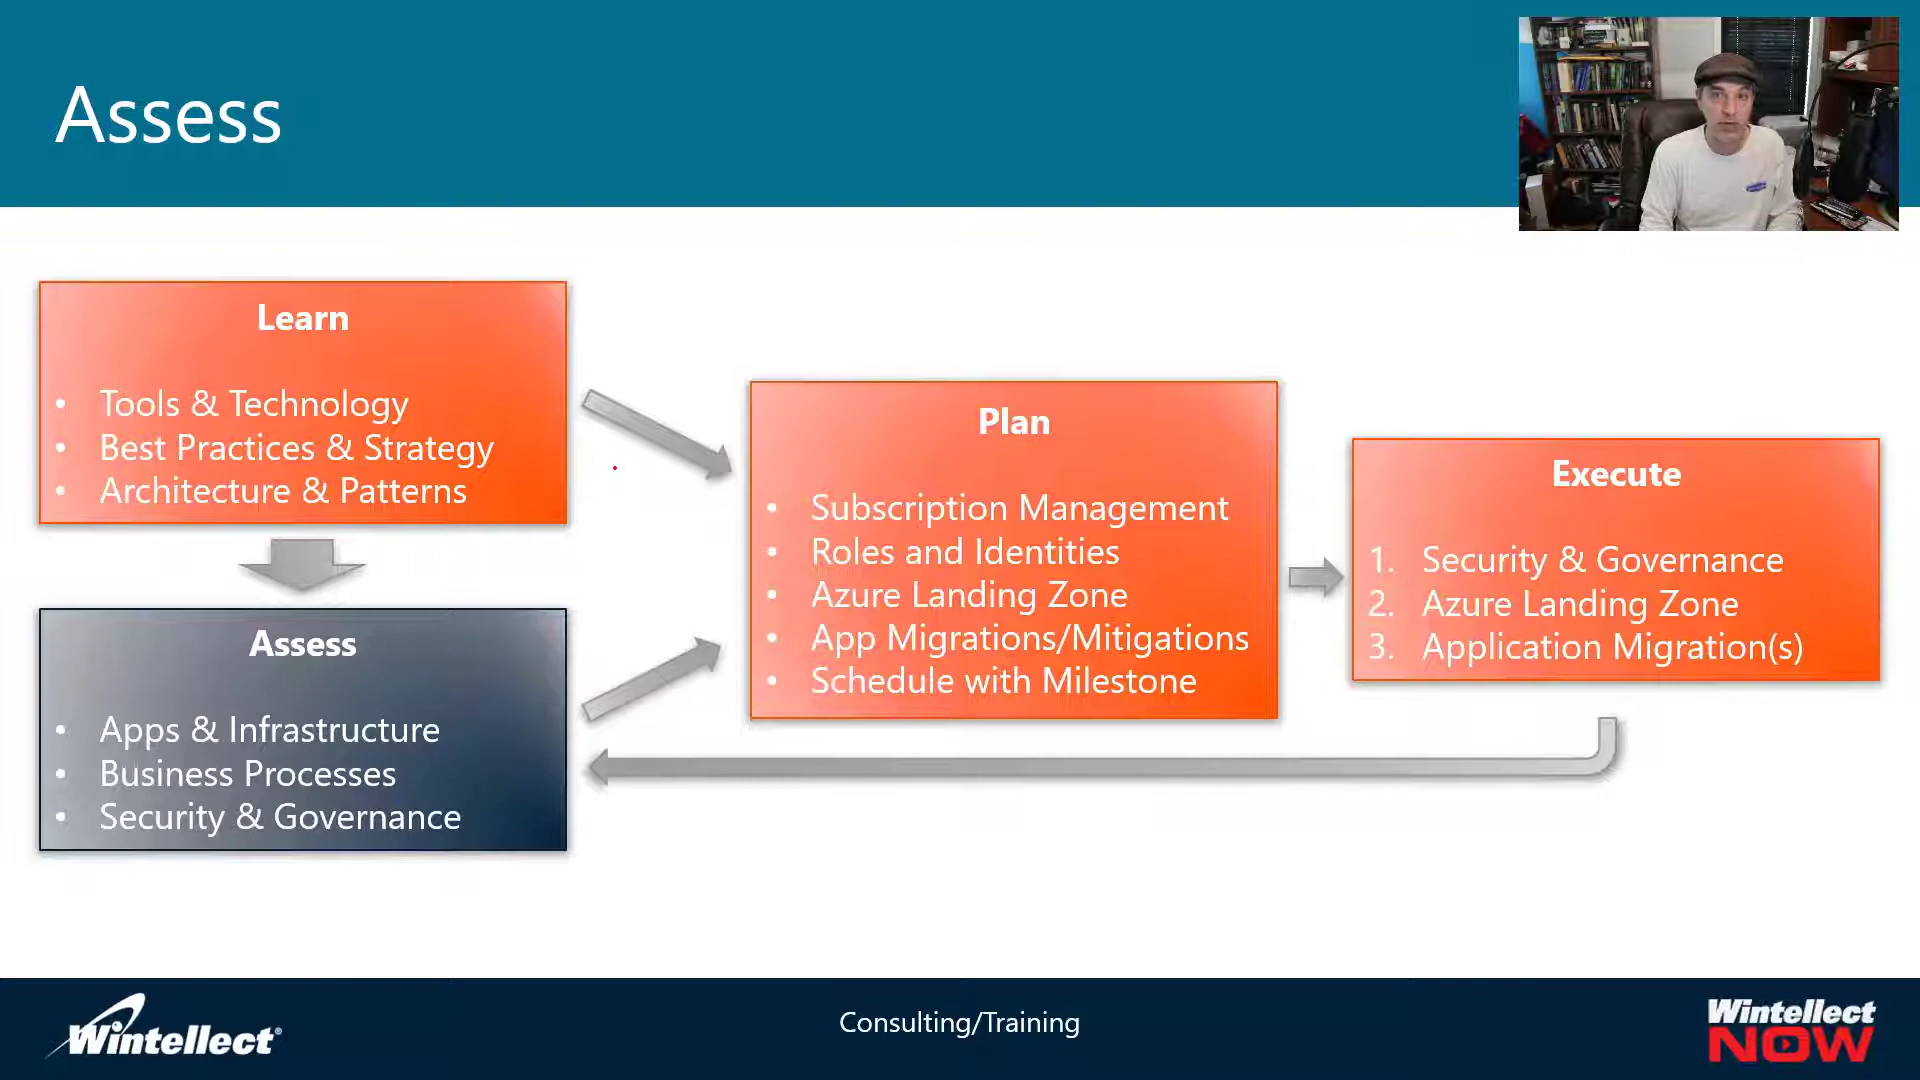 Assess
Learn
• Tools & Technology
• Best Practices & Strategy
• Architecture & Patterns
Assess
• Apps & Infrastructure
• Business Processes
• Security & Governance
Plan
• Subscription Management
• Roles and Identities
• Azure Landing Zone
• App Migrations/Mitigations
• Schedule with Milestone
Execute
1. Security & Governance
2. Azure Landing Zone
3. Application Migration(s)
Wintellect®
Consulting/Training
Wintellect
NOW